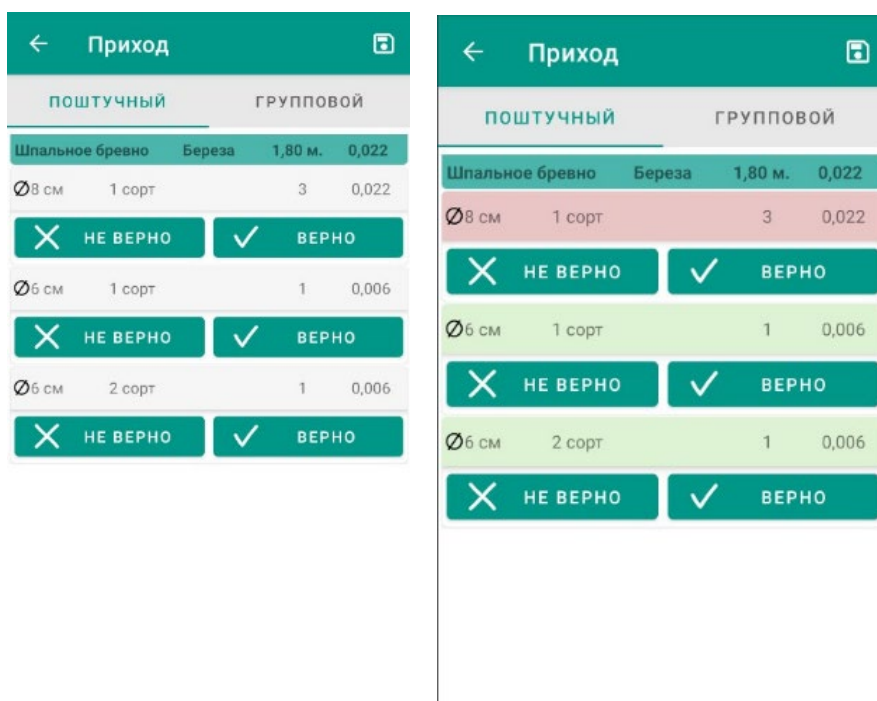 Приход
ПОШТУЧНЫЙ ГРУППОВОЙ
Шпальное бревно Береза 1,80 м. 0,022
Ø8 см 1 сорт 3 0,022
НЕ ВЕРНО ВЕРНО
Ø6 см 1 сорт 1 0,006
НЕ ВЕРНО ВЕРНО
Ø6 см 2 сорт 1 0,006
НЕ ВЕРНО ВЕРНО
Приход
ПОШТУЧНЫЙ ГРУППОВОЙ
Шпальное бревно Береза 1,80 м. 0,022
Ø8 см 1 сорт 3 0,022
НЕ ВЕРНО ВЕРНО
Ø6 см 1 сорт 1 0,006
НЕ ВЕРНО ВЕРНО
Ø6 см 2 сорт 1 0,006
НЕ ВЕРНО ВЕРНО